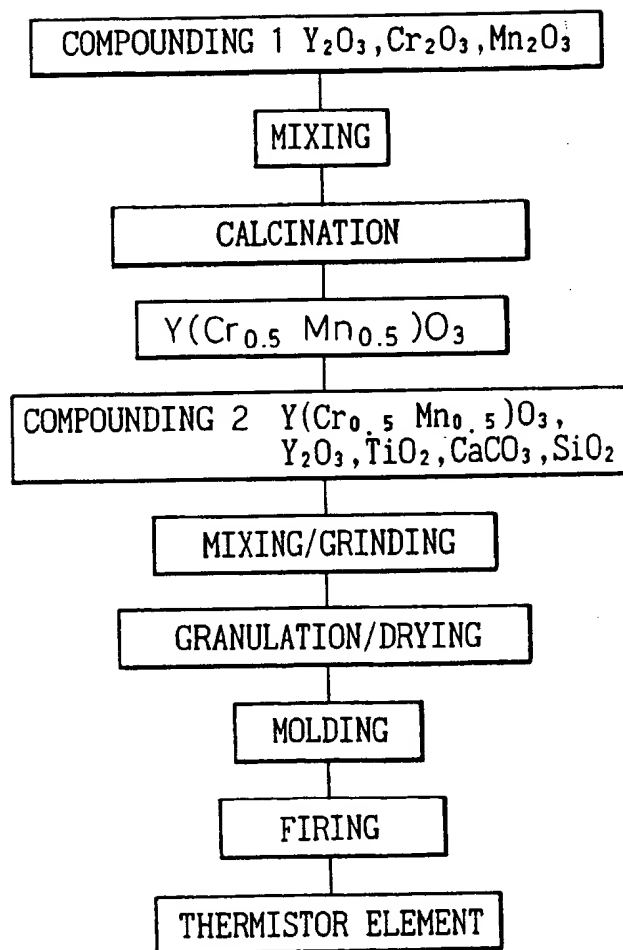 COMPOUNDING 1 Y₂O₃,Cr₂O₃,Mn₂O₃
MIXING
CALCINATION
Y(Cr₀.₅ Mn₀.₅)O₃
COMPOUNDING 2 Y(Cr₀.₅ Mn₀.₅)O₃,
Y₂O₃,TiO₂,CaCO₃,SiO₂
MIXING/GRINDING
GRANULATION/DRYING
MOLDING
FIRING
THERMISTOR ELEMENT